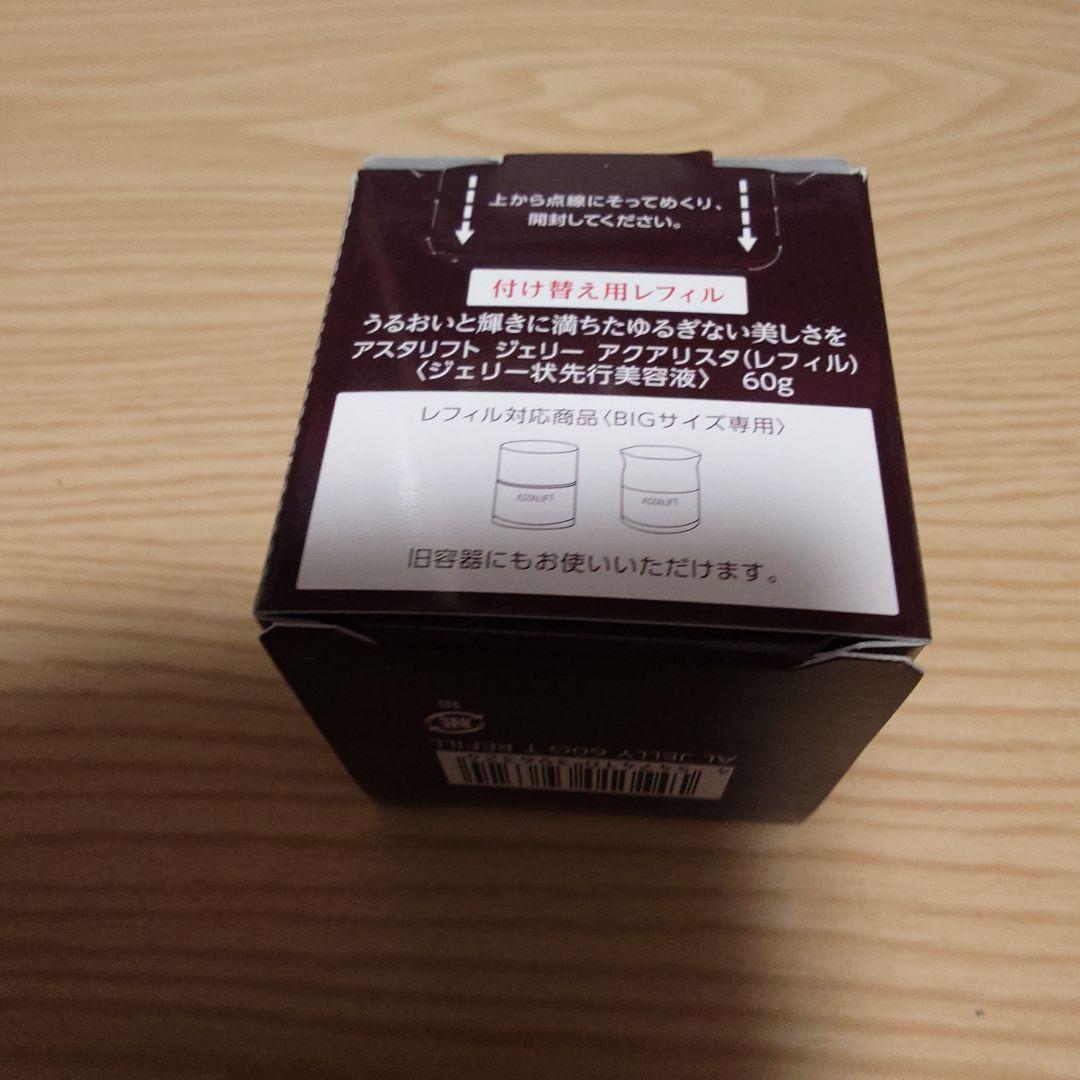 上から点線にそってめくり、
開封してください。
付け替え用レフィル
うるおいと輝きに満ちたゆるぎない美しさを
アスタリフト ジェリー アクアリスタ(レフィル)
〈ジェリー状先行美容液〉 60g
レフィル対応商品〈BIGサイズ専用〉
ASTALIFT ASTALIFT
旧容器にもお使いいただけます。
AL JELLY 60G T REFILL